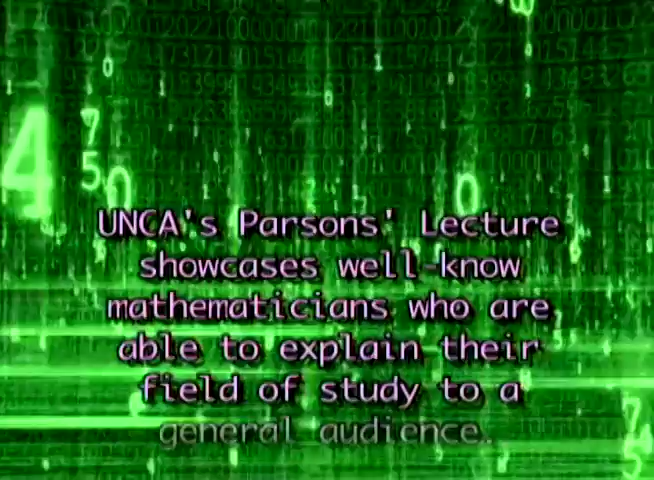 UNCA's Parsons' Lecture
showcases well-know
mathematicians who are
able to explain their
field of study to a
general audience.